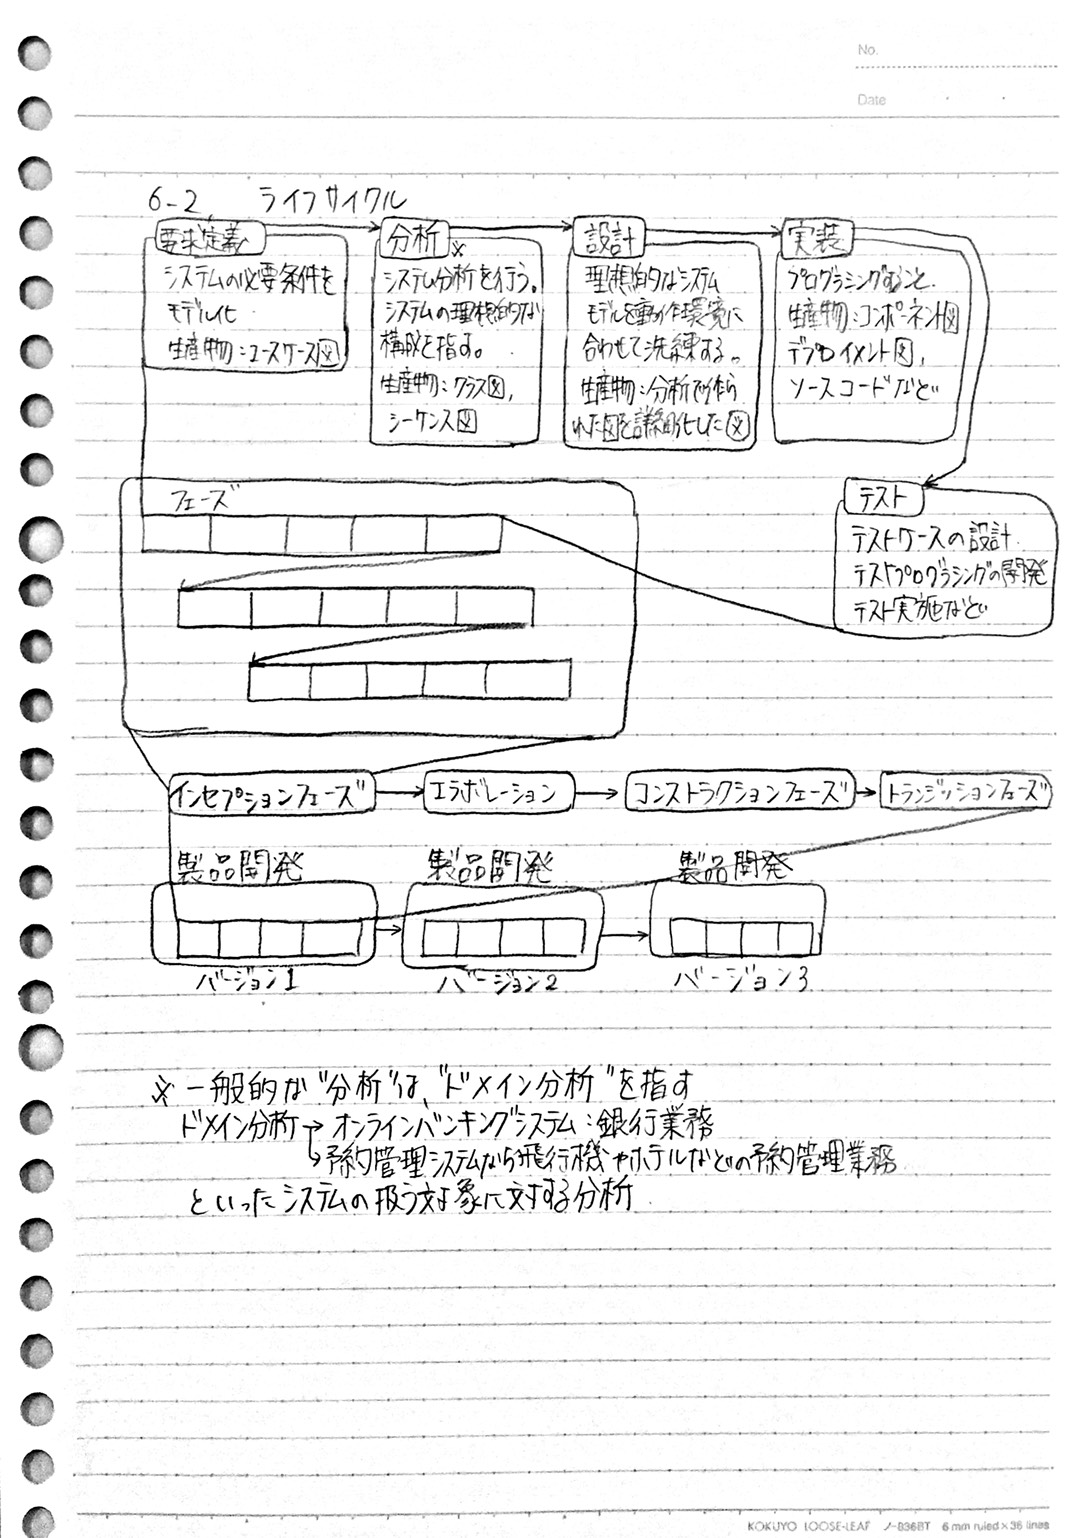 No.
Date
6-2 ライフサイクル
要求定義
システムの必要条件を
モデル化
生産物:ユースケース図
分析※
システム分析を行う。
システムの理想的な
構成を指す。
生産物:クラス図,
シーケンス図
設計
理想的なシステム
モデルを動作環境に
合わせて洗練する。
生産物:分析で作ら
れた図を詳細化した図
実装
プログラミングすること.
生産物:コンポーネント図
デプロイメント図,
ソースコードなど
テスト
テストケースの設計.
テストプログラミングの開発
テスト実施など
フェーズ
インセプションフェーズ
エラボレーション
コンストラクションフェーズ
トランジッションフェーズ
製品開発
バージョン1
製品開発
バージョン2
製品開発
バージョン3
※ 一般的な"分析"は、"ドメイン分析"を指す
ドメイン分析→オンラインバンキングシステム:銀行業務
↳予約管理システムなら飛行機やホテルなどの予約管理業務
といったシステムの扱う対象に対する分析.
KOKUYO LOOSE-LEAF ノ-836BT 6 mm ruled×36 lines